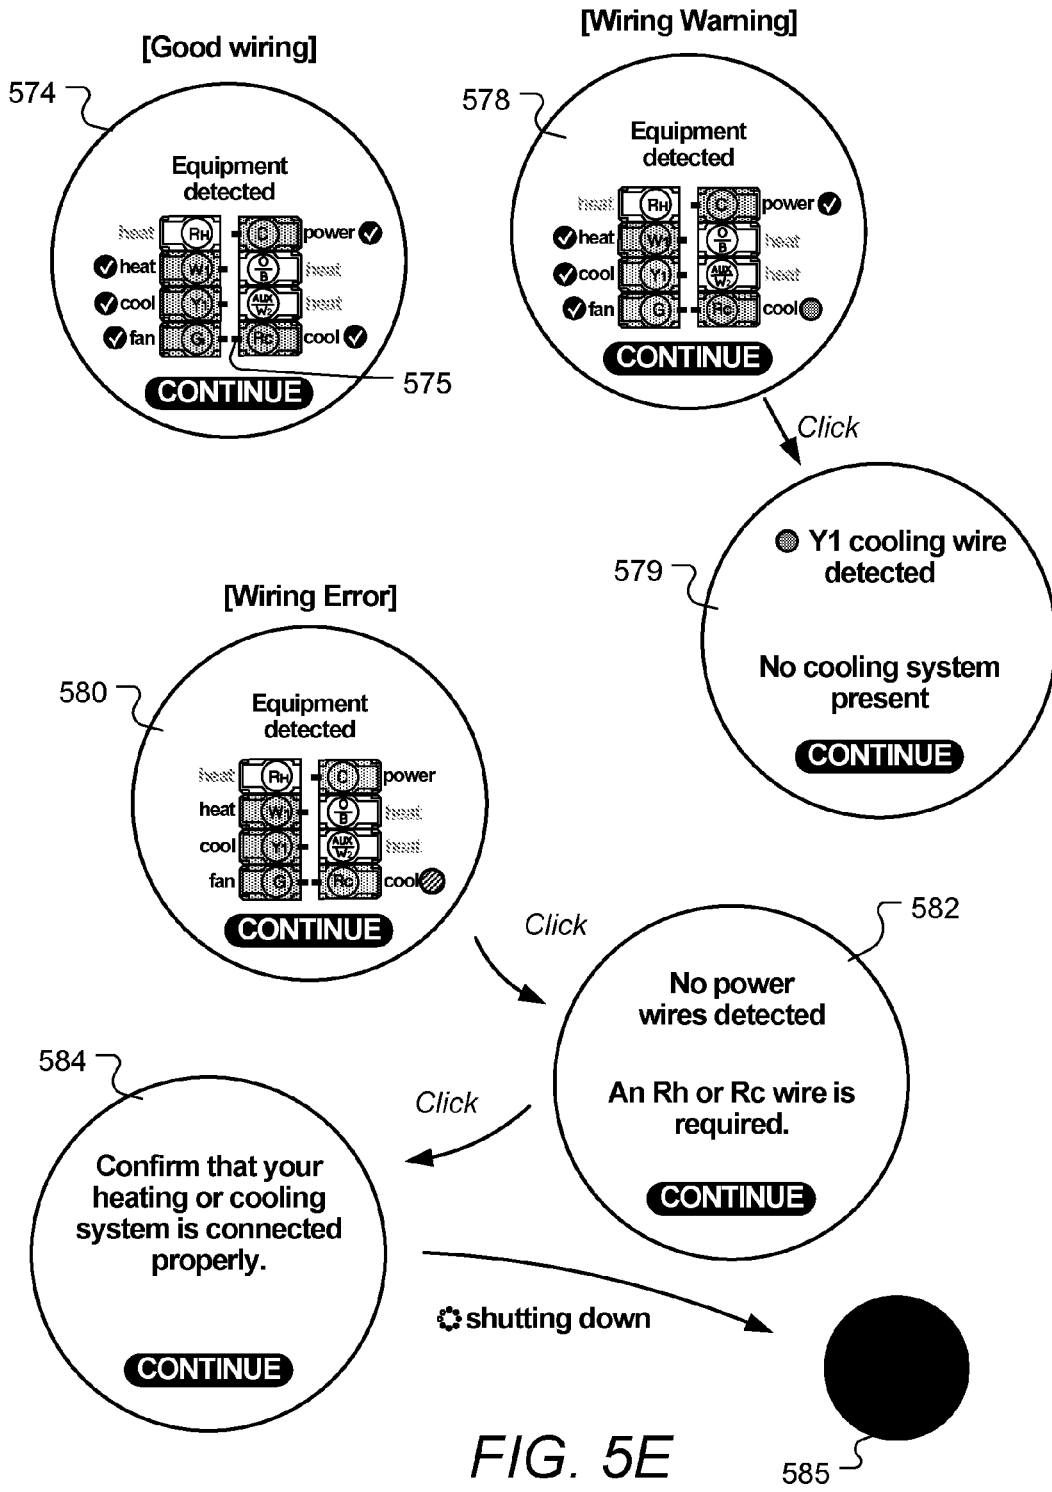 [Good wiring]
574
Equipment
detected
heat RH C power
heat W1 O/B heat
cool Y1 AUX/W2 heat
fan G Rc cool
575
CONTINUE
[Wiring Warning]
578
Equipment
detected
heat RH C power
heat W1 O/B heat
cool Y1 AUX/W2 heat
fan G Rc cool
CONTINUE
Click
579
Y1 cooling wire
detected
No cooling system
present
CONTINUE
[Wiring Error]
580
Equipment
detected
heat RH C power
heat W1 O/B heat
cool Y1 AUX/W2 heat
fan G Rc cool
CONTINUE
Click
582
No power
wires detected
An Rh or Rc wire is
required.
CONTINUE
Click
584
Confirm that your
heating or cooling
system is connected
properly.
CONTINUE
shutting down
585
FIG. 5E